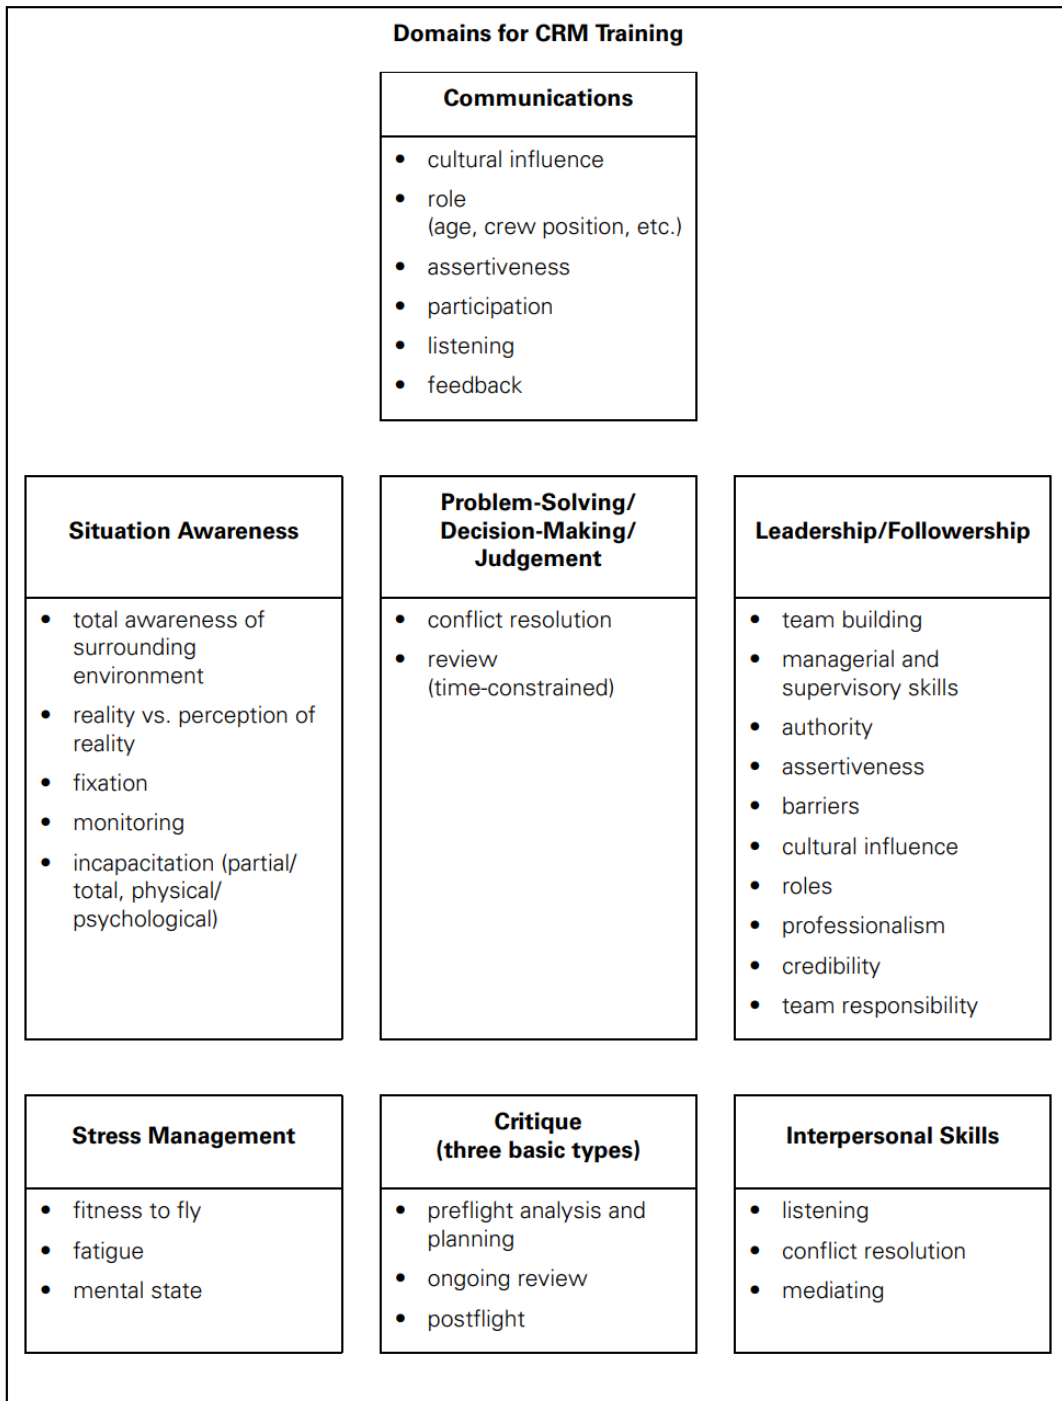 Domains for CRM Training
Communications
• cultural influence
• role
(age, crew position, etc.)
• assertiveness
• participation
• listening
• feedback
Situation Awareness
• total awareness of
surrounding
environment
• reality vs. perception of
reality
• fixation
• monitoring
• incapacitation (partial/
total, physical/
psychological)
Problem-Solving/
Decision-Making/
Judgement
• conflict resolution
• review
(time-constrained)
Leadership/Followership
• team building
• managerial and
supervisory skills
• authority
• assertiveness
• barriers
• cultural influence
• roles
• professionalism
• credibility
• team responsibility
Stress Management
• fitness to fly
• fatigue
• mental state
Critique
(three basic types)
• preflight analysis and
planning
• ongoing review
• postflight
Interpersonal Skills
• listening
• conflict resolution
• mediating